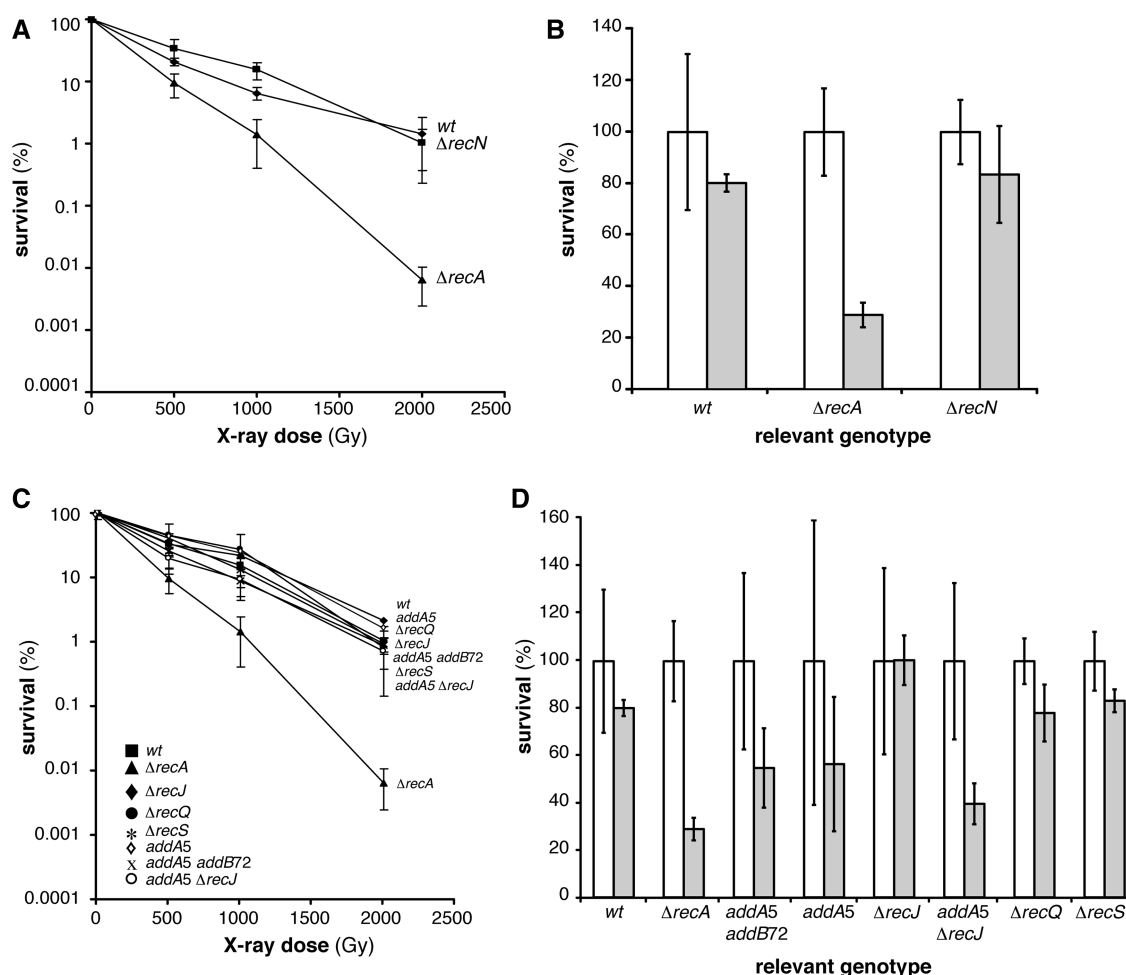 A
100
10
1
0.1
0.01
0.001
0.0001
survival (%)
0 500 1000 1500 2000 2500
X-ray dose (Gy)
wt
ΔrecN
ΔrecA
B
140
120
100
80
60
40
20
0
survival (%)
wt ΔrecA ΔrecN
relevant genotype
C
100
10
1
0.1
0.01
0.001
0.0001
survival (%)
0 500 1000 1500 2000 2500
X-ray dose (Gy)
wt
addA5
ΔrecQ
ΔrecJ
addA5 addB72
ΔrecS
addA5 ΔrecJ
ΔrecA
wt
ΔrecA
ΔrecJ
ΔrecQ
ΔrecS
addA5
addA5 addB72
addA5 ΔrecJ
D
160
140
120
100
80
60
40
20
0
survival (%)
wt ΔrecA addA5 addA5 ΔrecJ addA5 ΔrecQ ΔrecS
addB72 ΔrecJ
relevant genotype